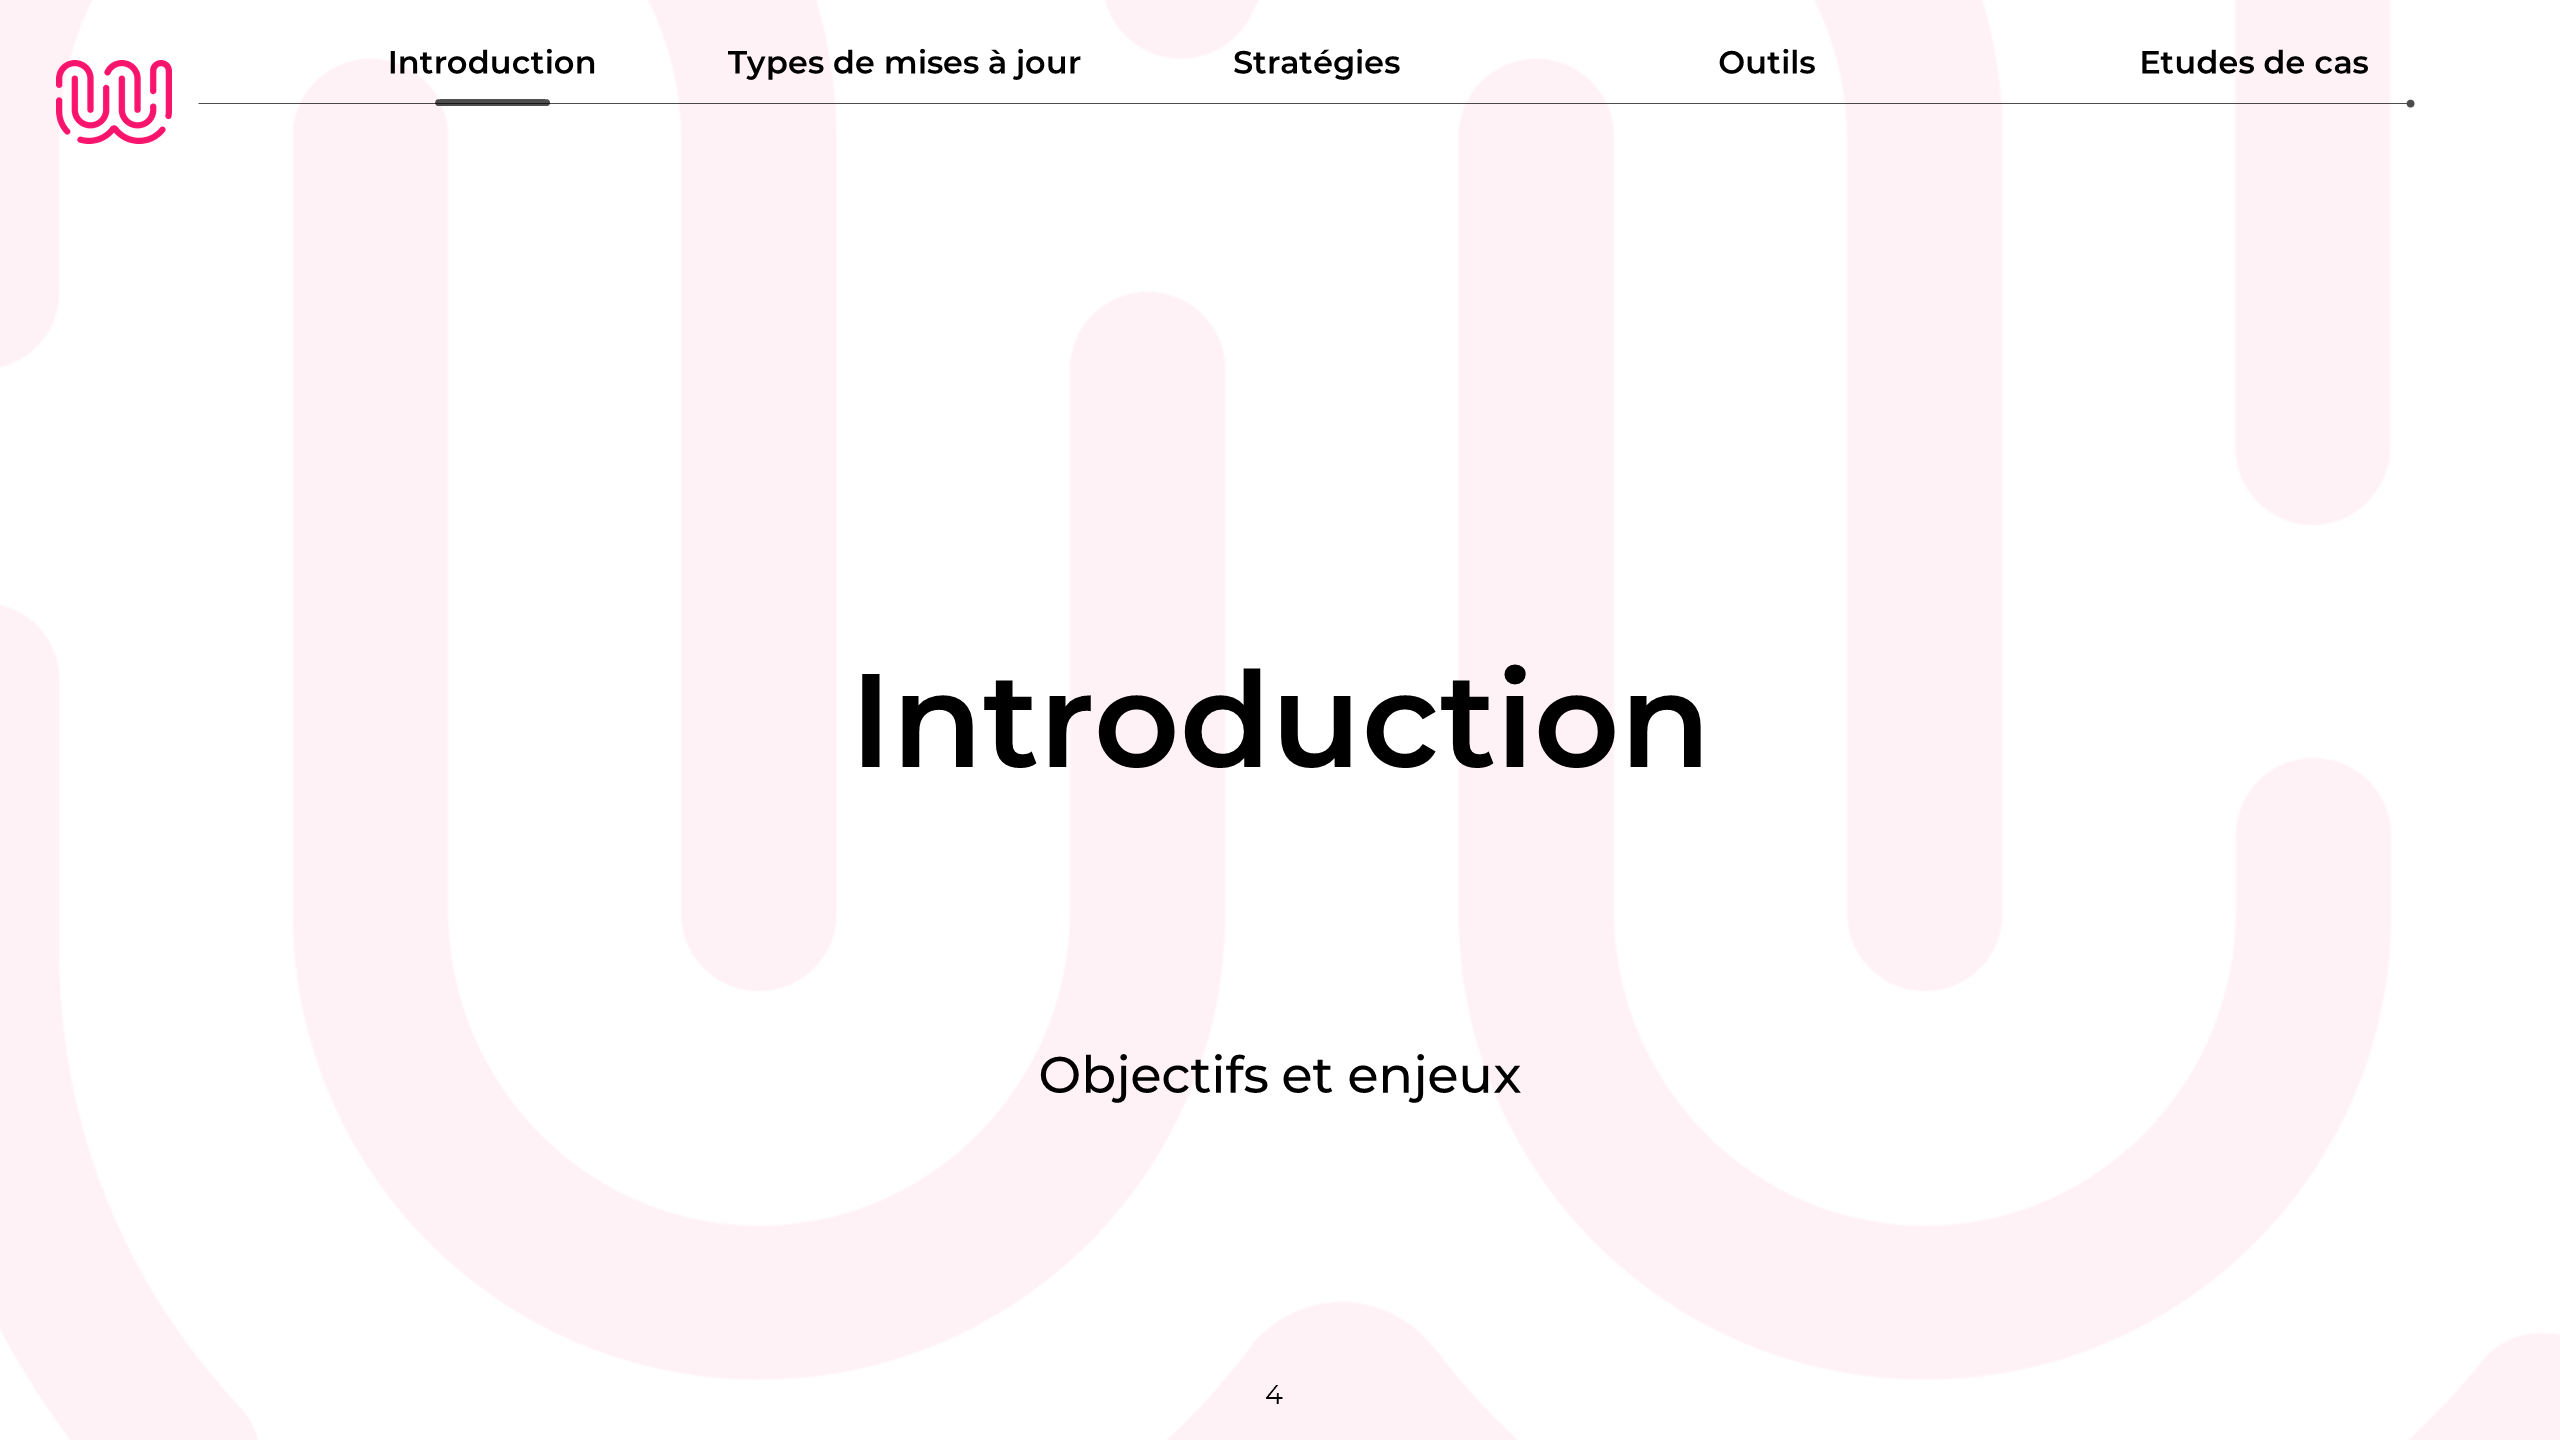 Introduction
Types de mises à jour
Stratégies
Outils
Etudes de cas
Introduction
Objectifs et enjeux
4